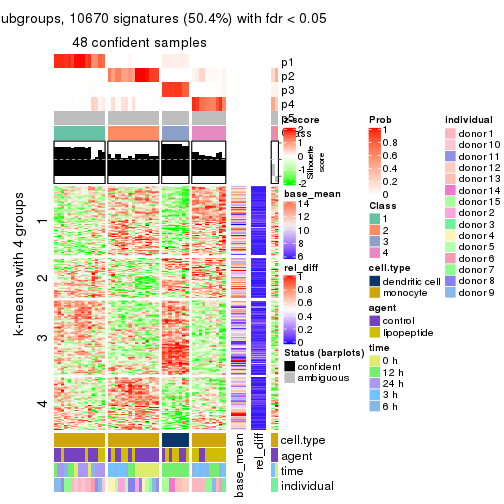 ubgroups, 10670 signatures (50.4%) with fdr < 0.05
48 confident samples
p1
p2
p3
p4
p5
Class
k-means with 4 groups
1
2
3
4
base_mean
rel_diff
cell.type
agent
time
individual
z-score
2
1
0
-1
-2
Silhouette score
base_mean
14
12
10
8
6
rel_diff
1
0.8
0.6
0.4
0.2
0
Status (barplots)
confident
ambiguous
Prob
1
0.8
0.6
0.4
0.2
0
Class
1
2
3
4
cell.type
dendritic cell
monocyte
agent
control
lipopeptide
time
0 h
12 h
24 h
3 h
6 h
individual
donor1
donor10
donor11
donor12
donor13
donor14
donor15
donor2
donor3
donor4
donor5
donor6
donor7
donor8
donor9